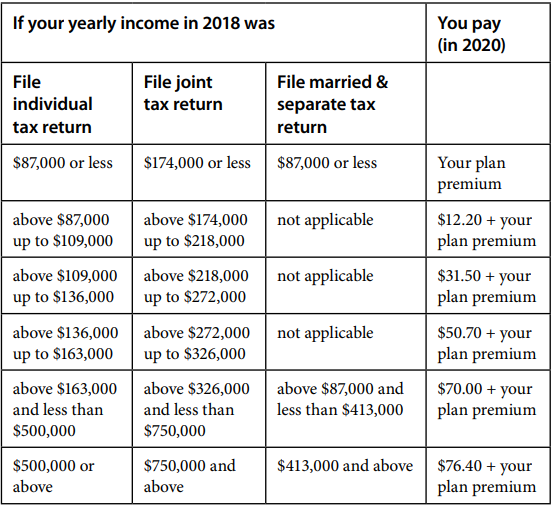 If your yearly income in 2018 was
You pay
(in 2020)
File
individual
tax return
File joint
tax return
File married &
separate tax
return
$87,000 or less
$174,000 or less
$87,000 or less
Your plan
premium
above $87,000
up to $109,000
above $174,000
up to $218,000
not applicable
$12.20 + your
plan premium
above $109,000
up to $136,000
above $218,000
up to $272,000
not applicable
$31.50 + your
plan premium
above $136,000
up to $163,000
above $272,000
up to $326,000
not applicable
$50.70 + your
plan premium
above $163,000
and less than
$500,000
above $326,000
and less than
$750,000
above $87,000 and
less than $413,000
$70.00 + your
plan premium
$500,000 or
above
$750,000 and
above
$413,000 and above
$76.40 + your
plan premium